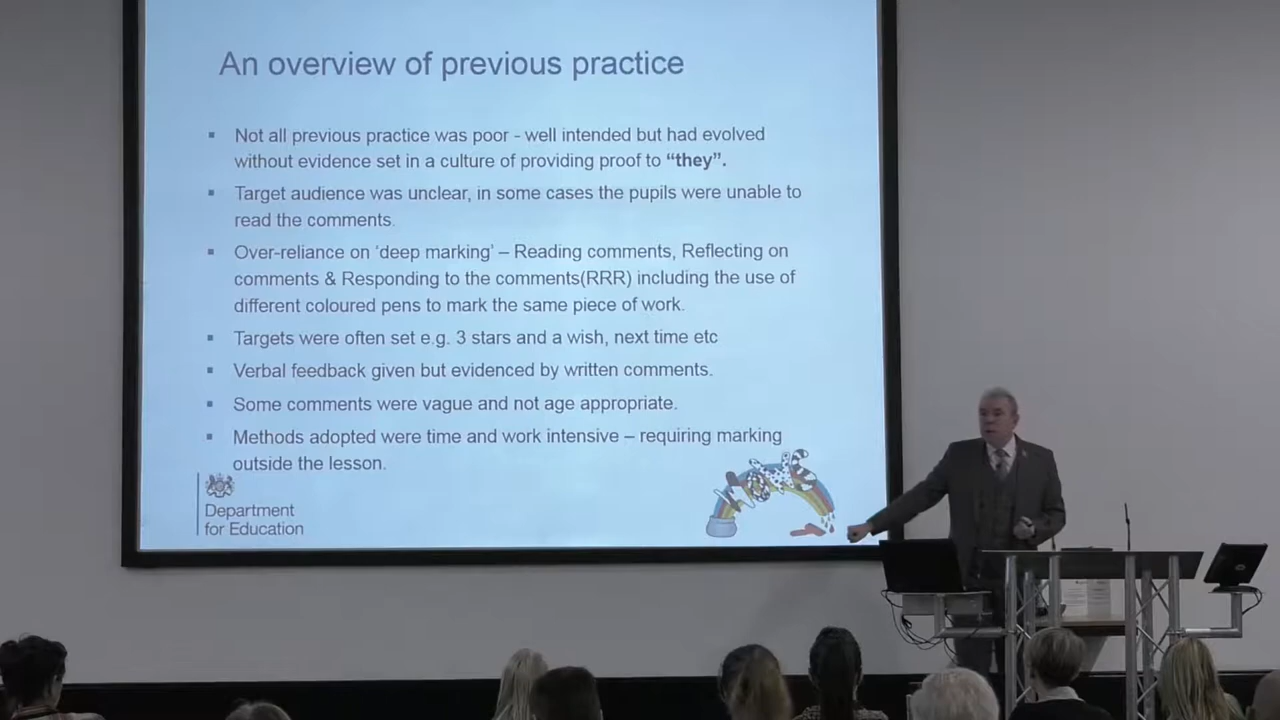 An overview of previous practice
Not all previous practice was poor - well intended but had evolved
without evidence set in a culture of providing proof to “they”.
Target audience was unclear, in some cases the pupils were unable to
read the comments.
Over-reliance on ‘deep marking’ – Reading comments, Reflecting on
comments & Responding to the comments(RRR) including the use of
different coloured pens to mark the same piece of work.
Targets were often set e.g. 3 stars and a wish, next time etc
Verbal feedback given but evidenced by written comments.
Some comments were vague and not age appropriate.
Methods adopted were time and work intensive – requiring marking
outside the lesson.
Department
for Education